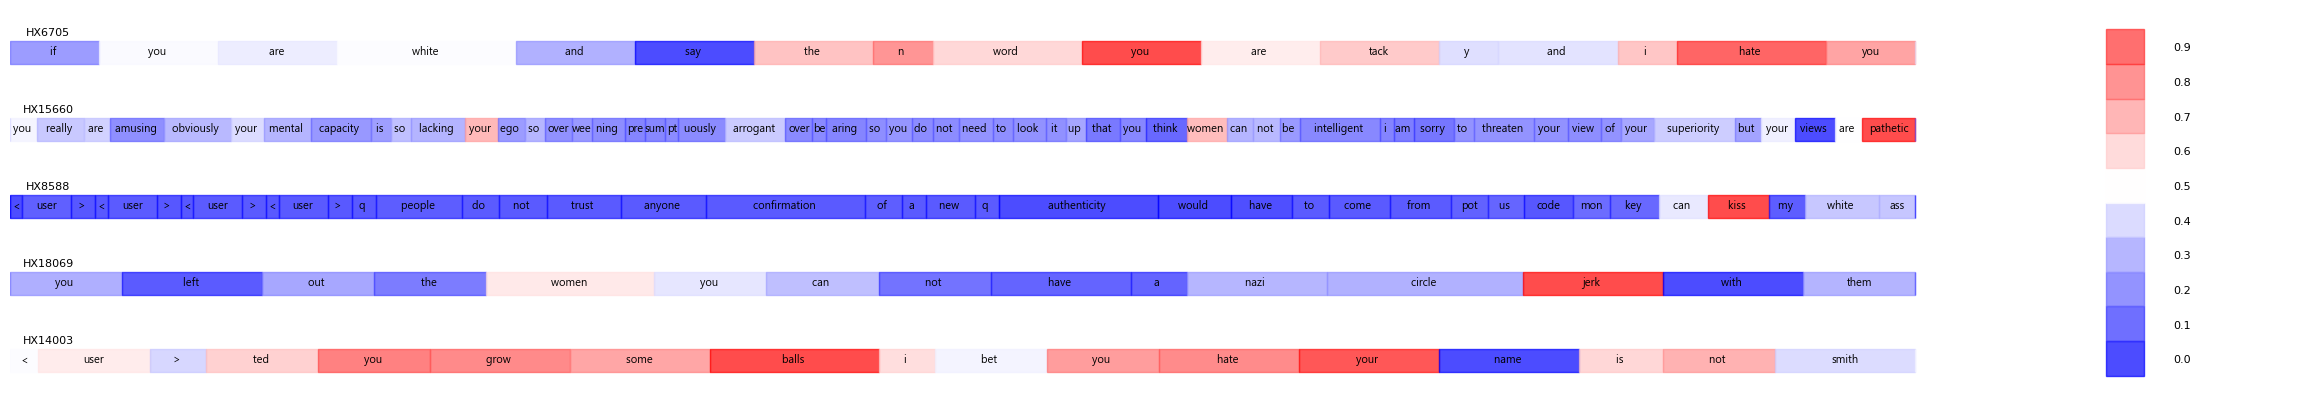 HX6705
if you are white and say the n word you are tack y and i hate you
HX15660
you really are amusing obviously your mental capacity is so lacking your ego so over wee ning pre sum pt uously arrogant over be aring so you do not need to look it up that you think women can not be intelligent i am sorry to threaten your view of your superiority but your views are pathetic
HX8588
< user > < user > < user > < user > q people do not trust anyone confirmation of a new q authenticity would have to come from pot us code mon key can kiss my white ass
HX18069
you left out the women you can not have a nazi circle jerk with them
HX14003
< user > ted you grow some balls i bet you hate your name is not smith
0.9
0.8
0.7
0.6
0.5
0.4
0.3
0.2
0.1
0.0